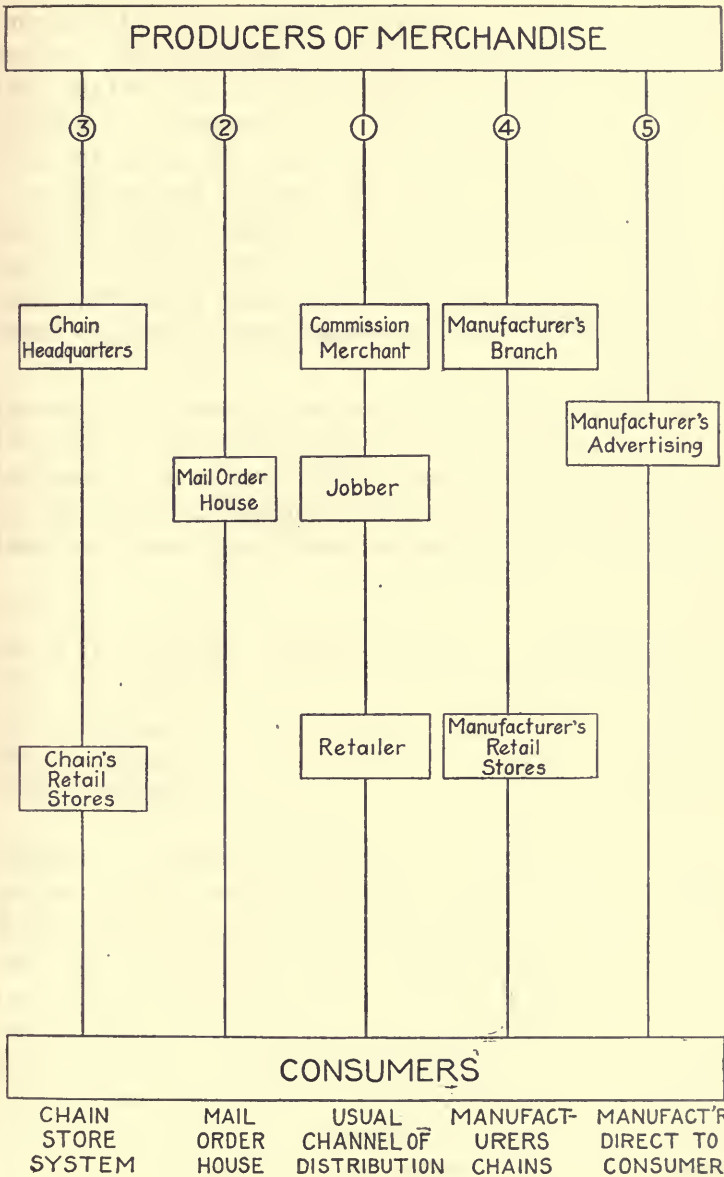 PRODUCERS OF MERCHANDISE
3
2
1
4
5
Chain
Headquarters
Commission
Merchant
Manufacturer's
Branch
Manufacturer's
Advertising
Mail Order
House
Jobber
Chain's
Retail
Stores
Retailer
Manufacturer's
Retail
Stores
CONSUMERS
CHAIN
STORE
SYSTEM
MAIL
ORDER
HOUSE
USUAL
CHANNEL OF
DISTRIBUTION
MANUFACT-
URERS
CHAINS
MANUFACT'R
DIRECT TO
CONSUMER